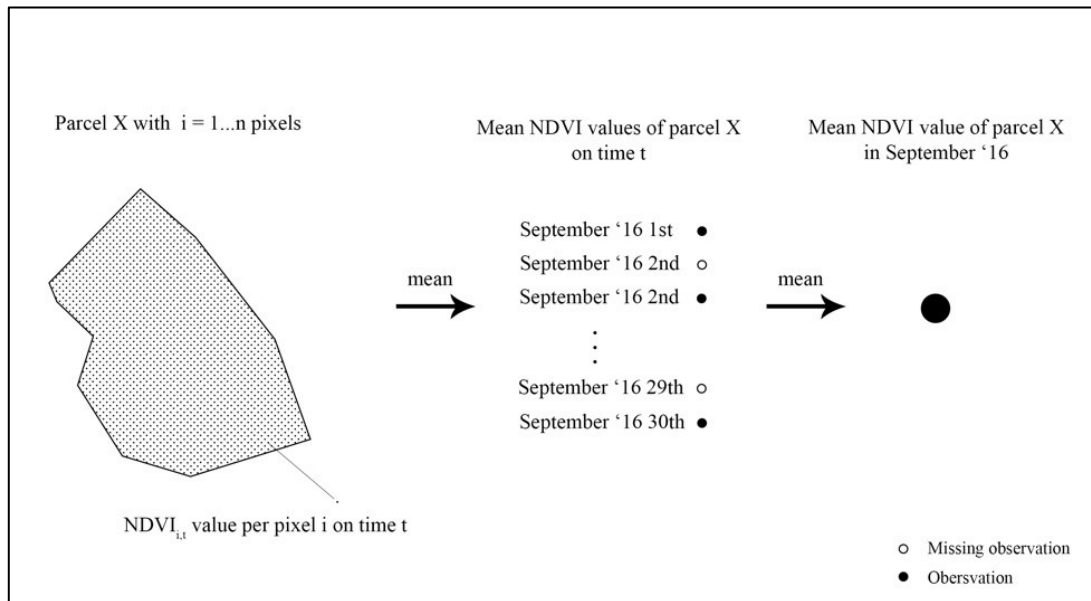 Parcel X with i = 1...n pixels
Mean NDVI values of parcel X
on time t
Mean NDVI value of parcel X
in September ‘16
September ‘16 1st
September ‘16 2nd
September ‘16 2nd
September ‘16 29th
September ‘16 30th
mean
mean
NDVIi,t value per pixel i on time t
Missing observation
Obersvation